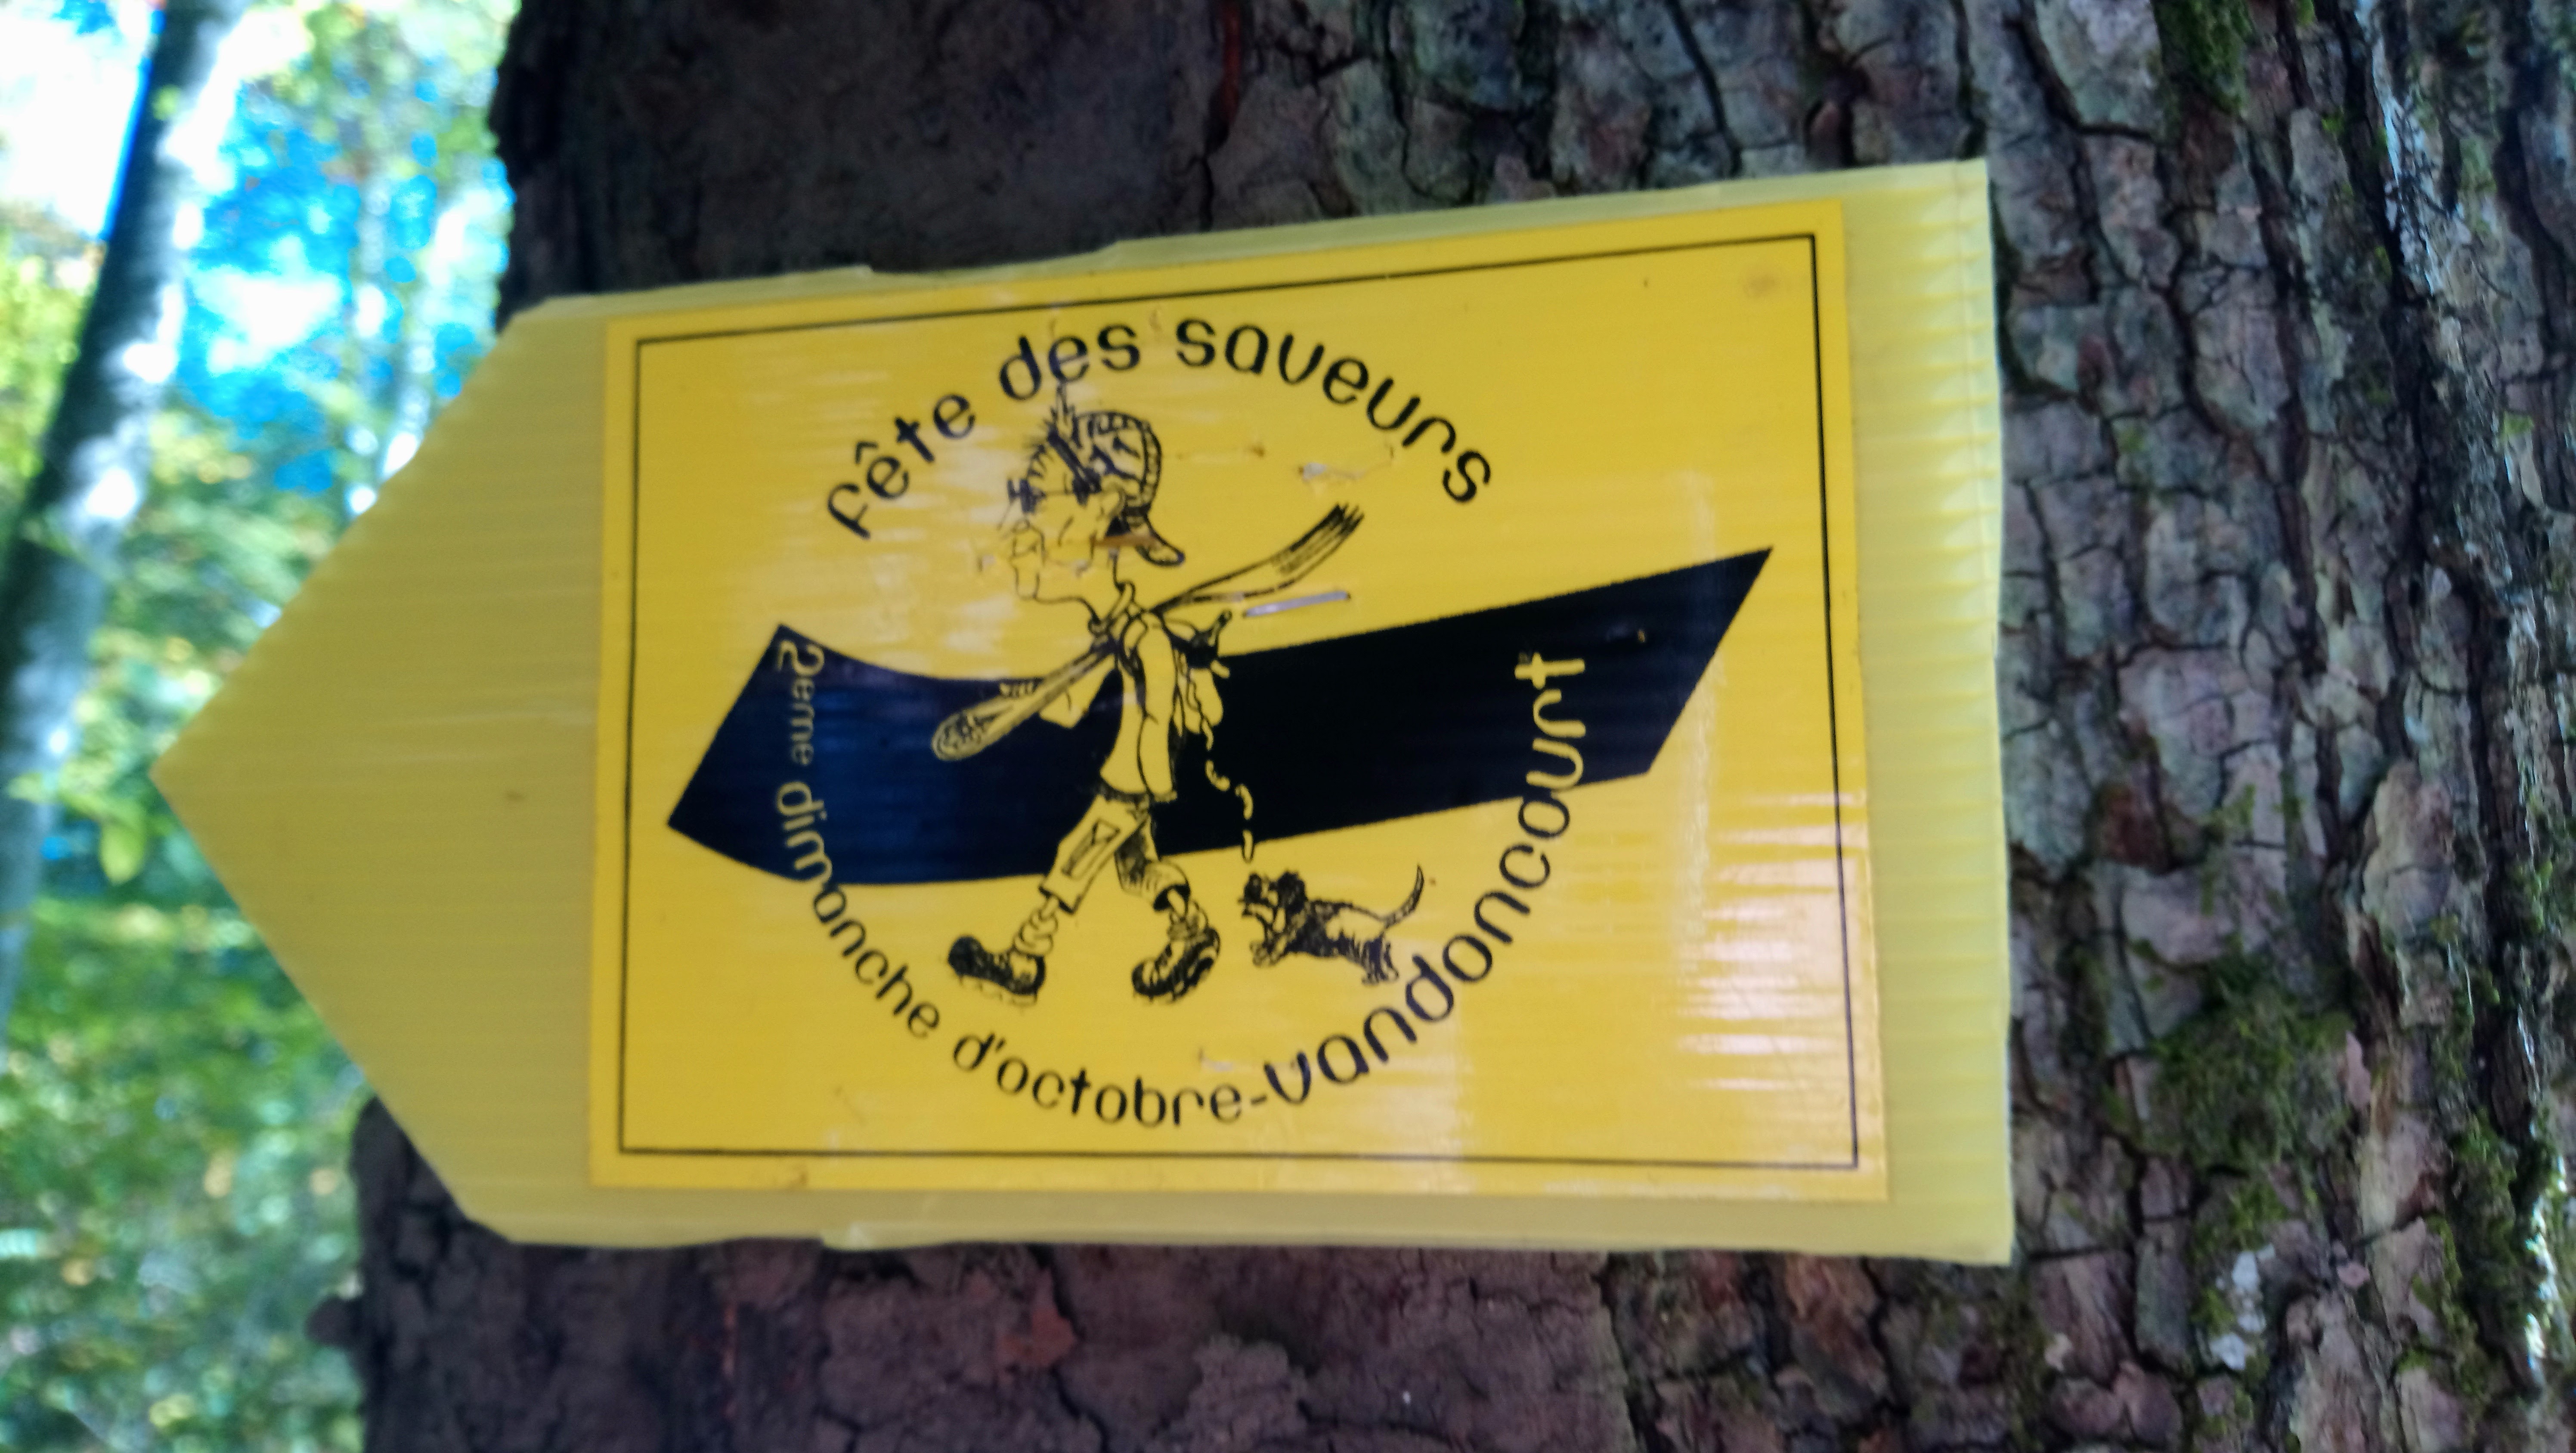 fête des saveurs
2eme dimanche d'octobre-vandoncourt